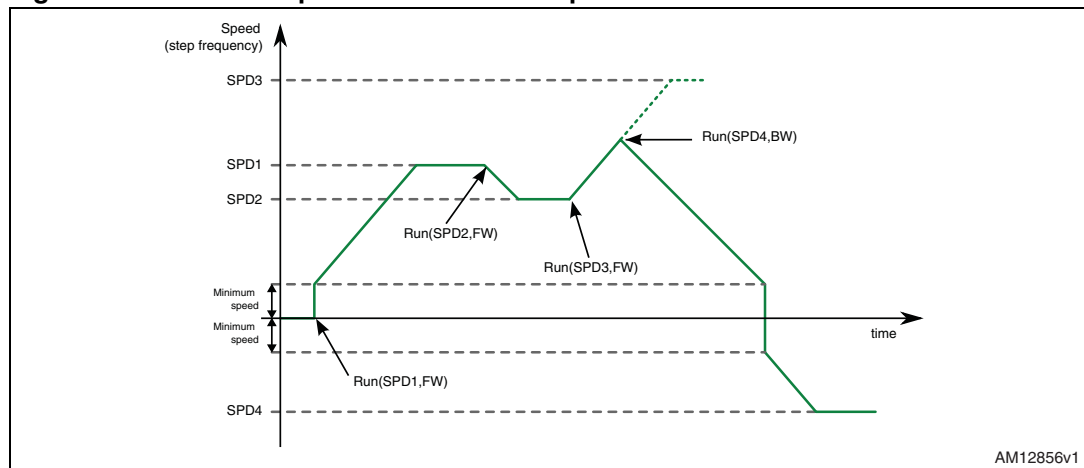 Speed
(step frequency)
SPD3
Run(SPD4,BW)
SPD1
SPD2
Run(SPD2,FW)
Run(SPD3,FW)
Minimum
speed
Minimum
speed
time
Run(SPD1,FW)
SPD4
AM12856v1